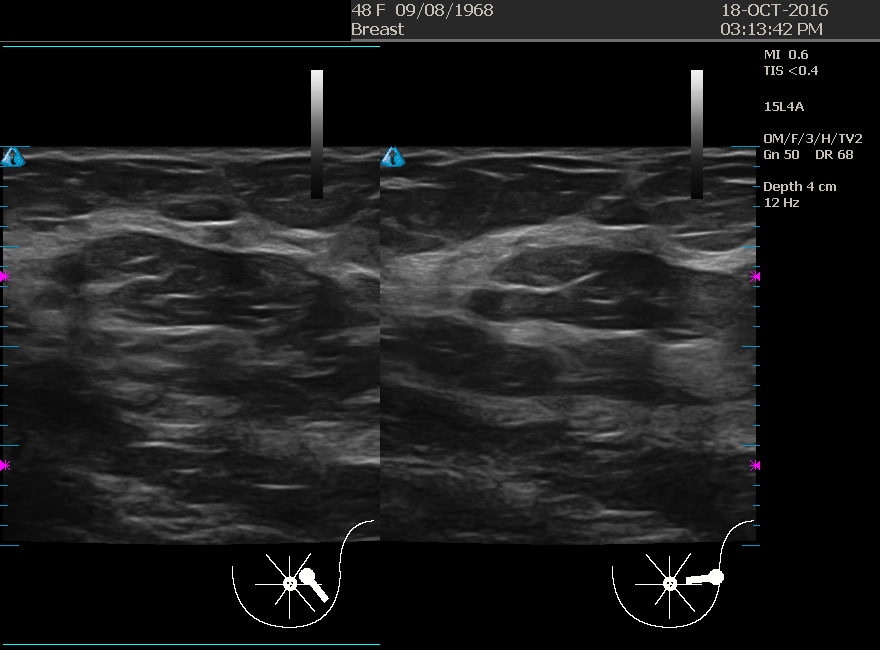 48 F 09/08/1968
18-OCT-2016
Breast
03:13:42 PM
MI 0.6
TIS <0.4
15L4A
OM/F/3/H/TV2
Gn 50 DR 68
Depth 4 cm
12 Hz